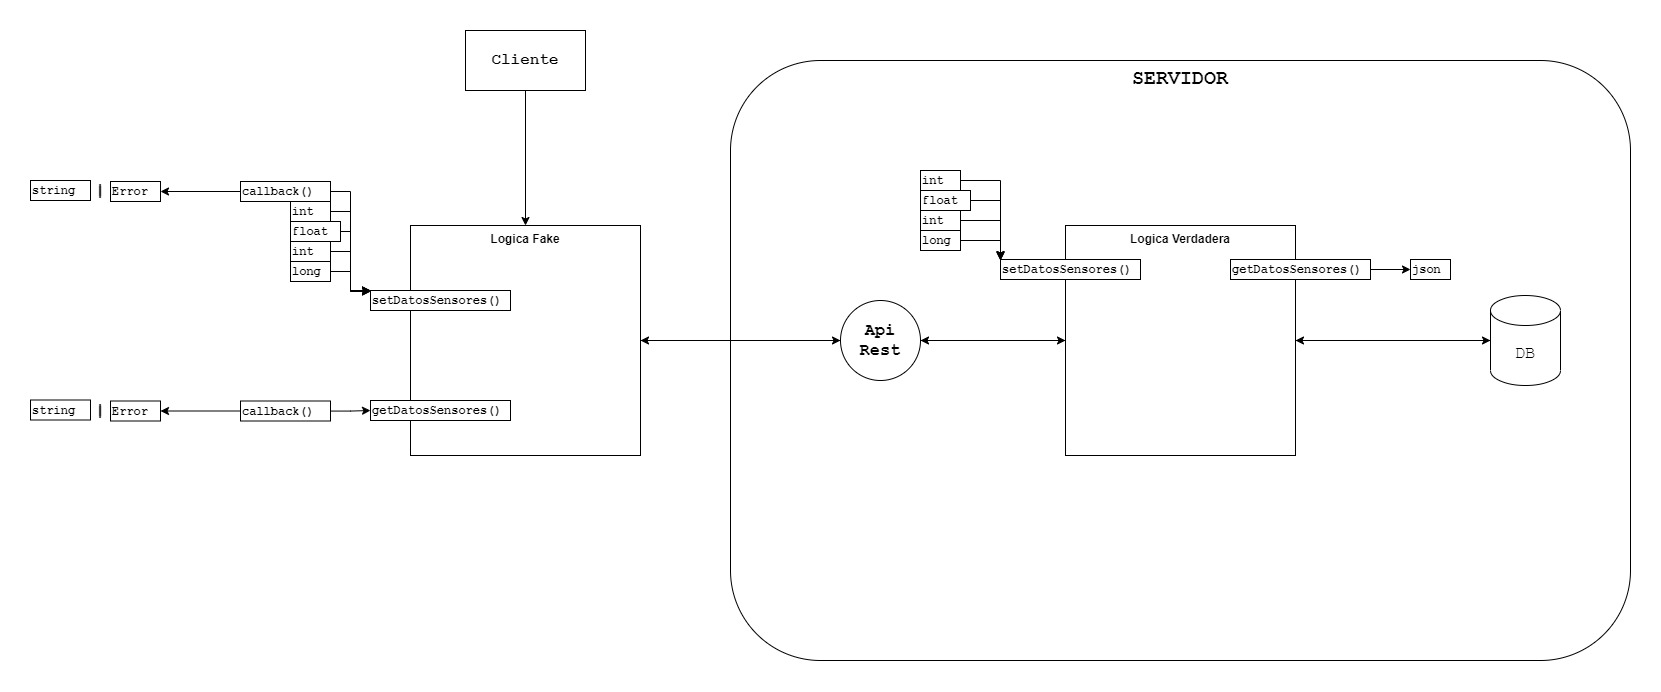 Cliente
SERVIDOR
string | Error
callback()
int
float
int
long
setDatosSensores()
Logica Fake
string | Error
callback()
getDatosSensores()
Api
Rest
int
float
int
long
setDatosSensores()
Logica Verdadera
getDatosSensores()
json
DB